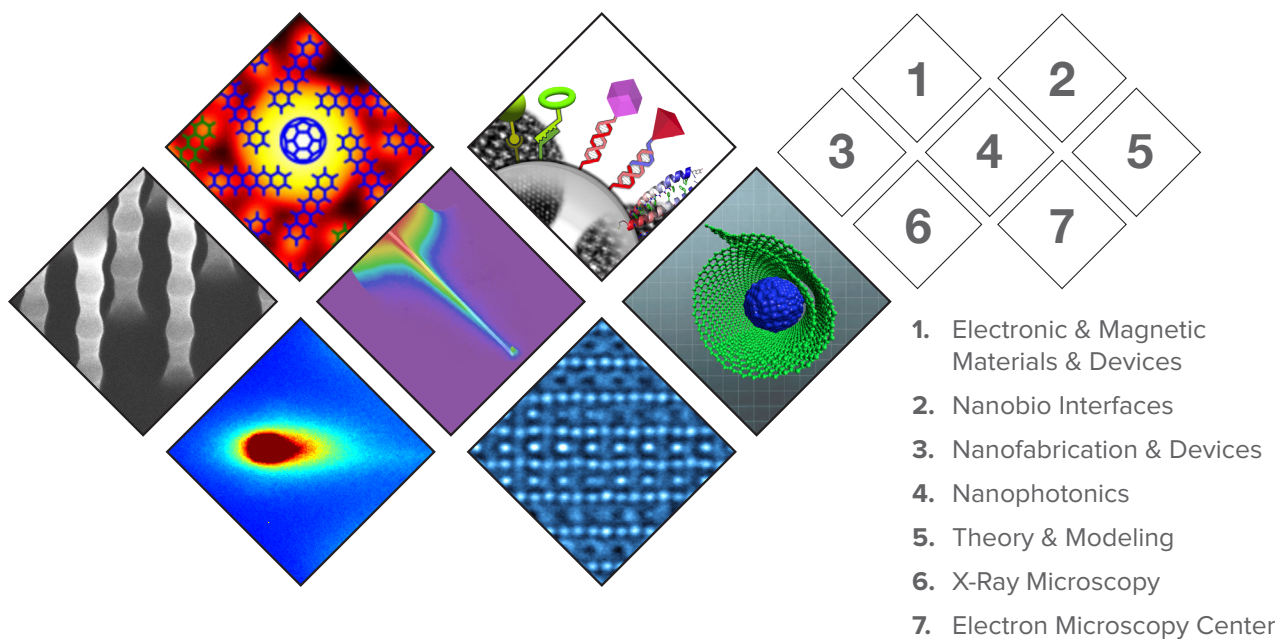 1 2
3 4 5
6 7
1. Electronic & Magnetic
Materials & Devices
2. Nanobio Interfaces
3. Nanofabrication & Devices
4. Nanophotonics
5. Theory & Modeling
6. X-Ray Microscopy
7. Electron Microscopy Center